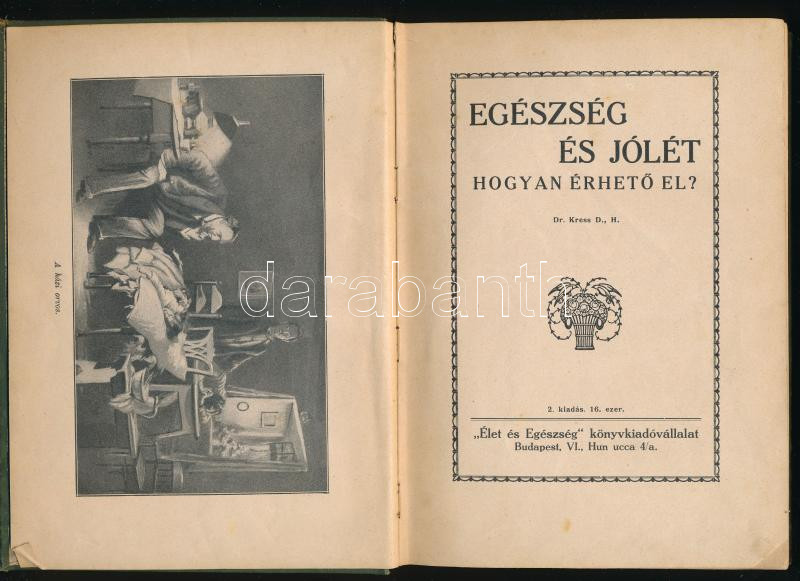 A házi orvos.
EGÉSZSÉG
ÉS JÓLÉT
HOGYAN ÉRHETŐ EL?
Dr. Kress D., H.
darabanth
2. kiadás. 16. ezer.
„Élet és Egészség" könyvkiadóvállalat
Budapest, VI., Hun ucca 4/a.